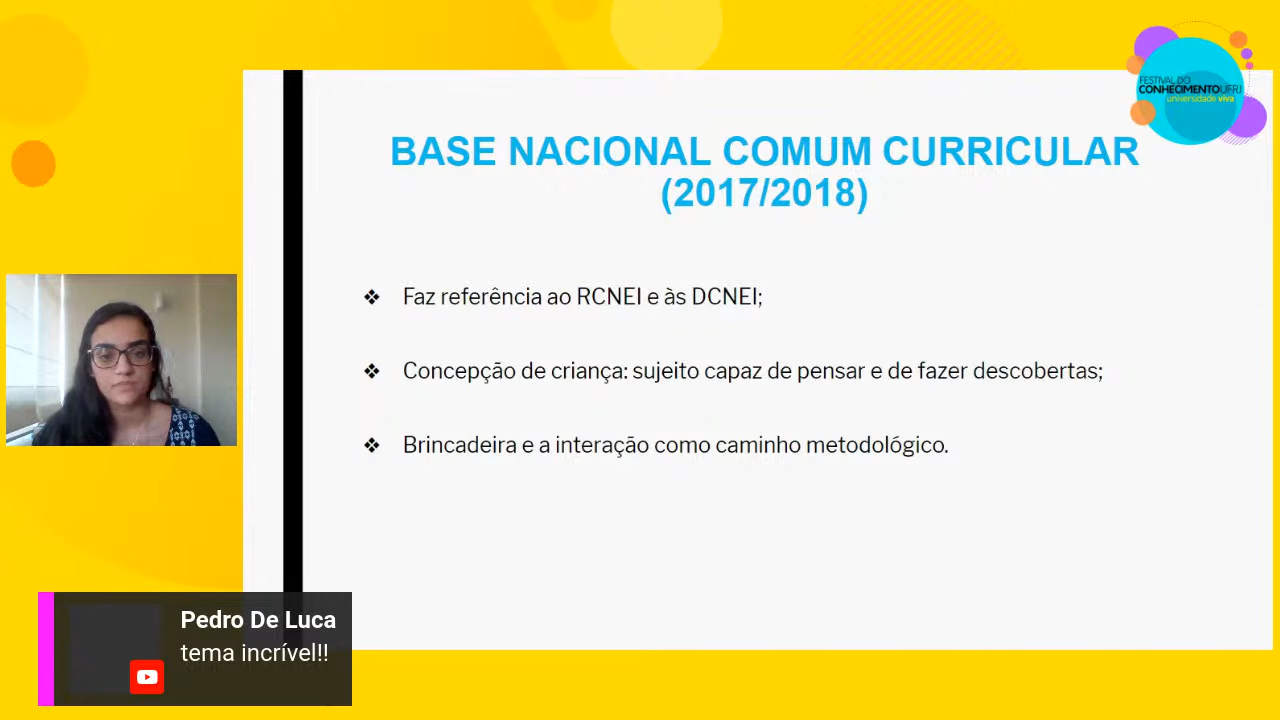 FESTIVAL DO
CONHECIMENTO UFRJ
universidade viva
BASE NACIONAL COMUM CURRICULAR
(2017/2018)
❖ Faz referência ao RCNEI e às DCNEI;
❖ Concepção de criança: sujeito capaz de pensar e de fazer descobertas;
❖ Brincadeira e a interação como caminho metodológico.
Pedro De Luca
tema incrível!!